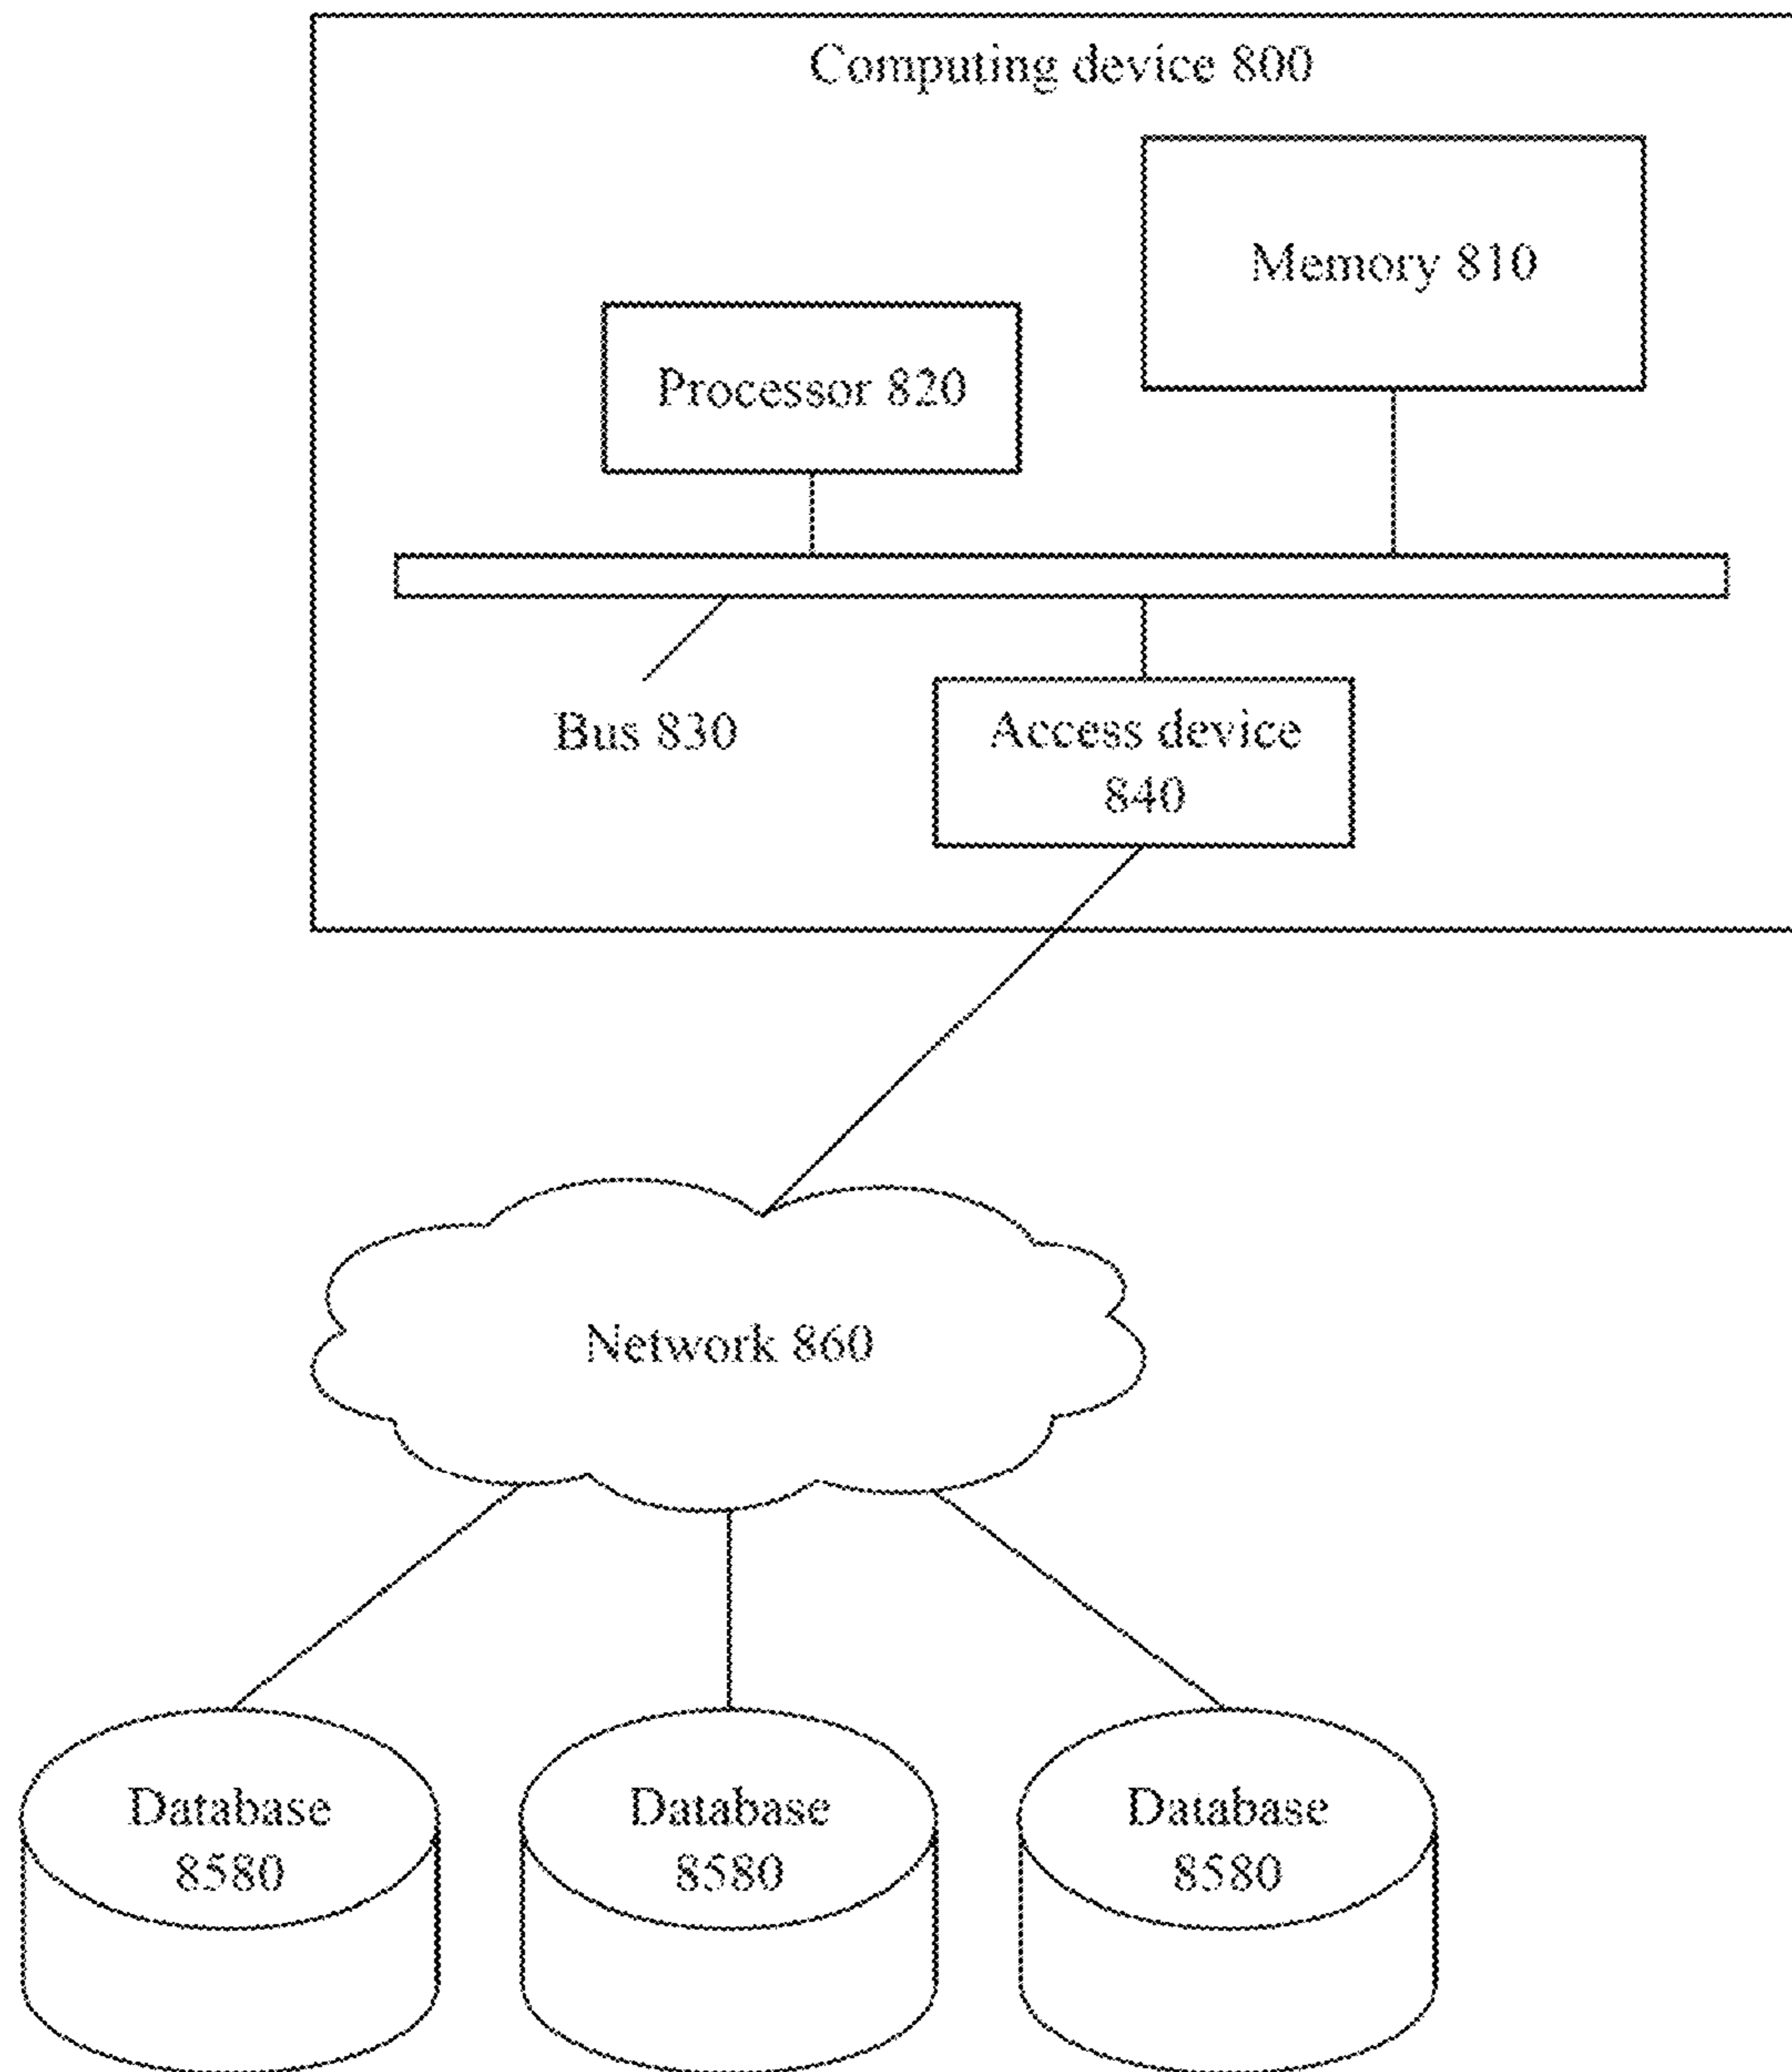 Computing device 800
Memory 810
Processor 820
Bus 830
Access device
840
Network 860
Database
8580
Database
8580
Database
8580